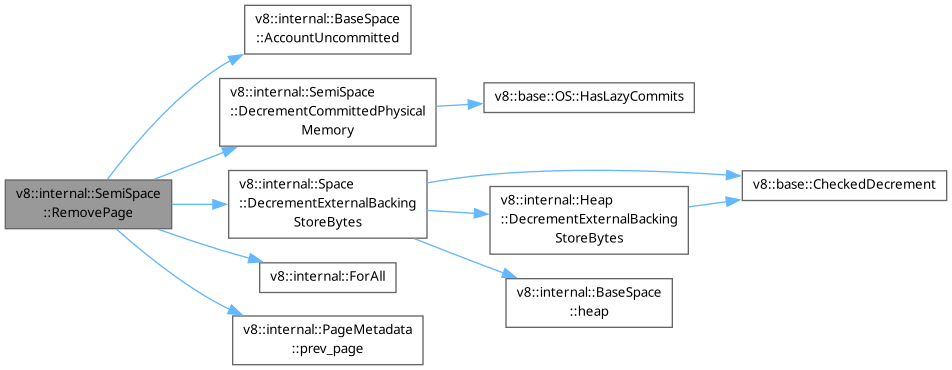 v8::internal::SemiSpace
::RemovePage
v8::internal::BaseSpace
::AccountUncommitted
v8::internal::SemiSpace
::DecrementCommittedPhysical
Memory
v8::base::OS::HasLazyCommits
v8::internal::Space
::DecrementExternalBacking
StoreBytes
v8::base::CheckedDecrement
v8::internal::Heap
::DecrementExternalBacking
StoreBytes
v8::internal::BaseSpace
::heap
v8::internal::ForAll
v8::internal::PageMetadata
::prev_page